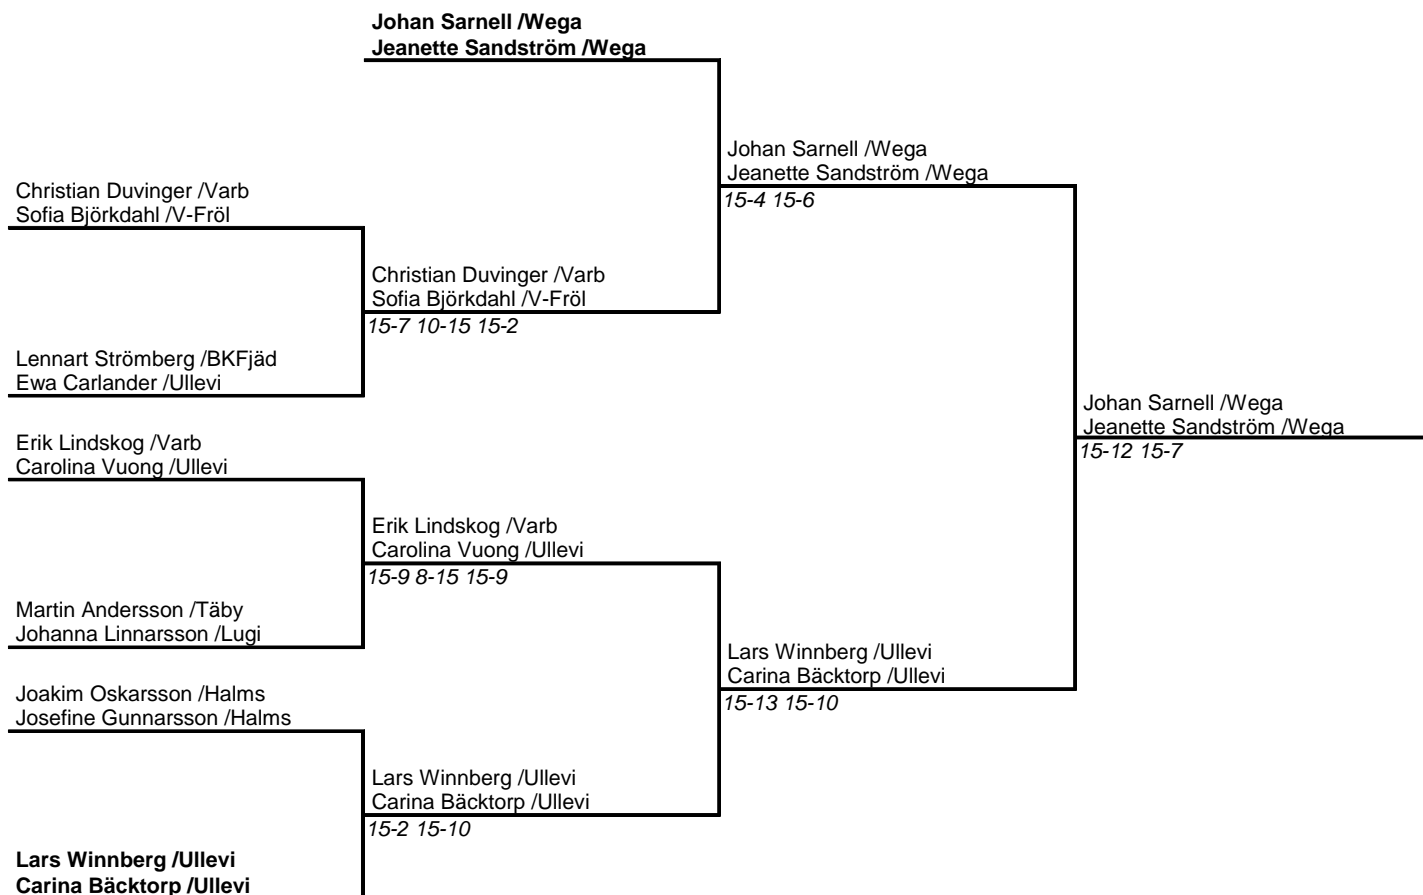 Johan Sarnell /Wega
Jeanette Sandström /Wega
Johan Sarnell /Wega
Jeanette Sandström /Wega
15-4 15-6
Christian Duvinger /Varb
Sofia Björkdahl /V-Fröl
Christian Duvinger /Varb
Sofia Björkdahl /V-Fröl
15-7 10-15 15-2
Lennart Strömberg /BKFjäd
Ewa Carlander /Ullevi
Johan Sarnell /Wega
Jeanette Sandström /Wega
15-12 15-7
Erik Lindskog /Varb
Carolina Vuong /Ullevi
Erik Lindskog /Varb
Carolina Vuong /Ullevi
15-9 8-15 15-9
Martin Andersson /Täby
Johanna Linnarsson /Lugi
Lars Winnberg /Ullevi
Carina Bäcktorp /Ullevi
15-13 15-10
Joakim Oskarsson /Halms
Josefine Gunnarsson /Halms
Lars Winnberg /Ullevi
Carina Bäcktorp /Ullevi
15-2 15-10
Lars Winnberg /Ullevi
Carina Bäcktorp /Ullevi